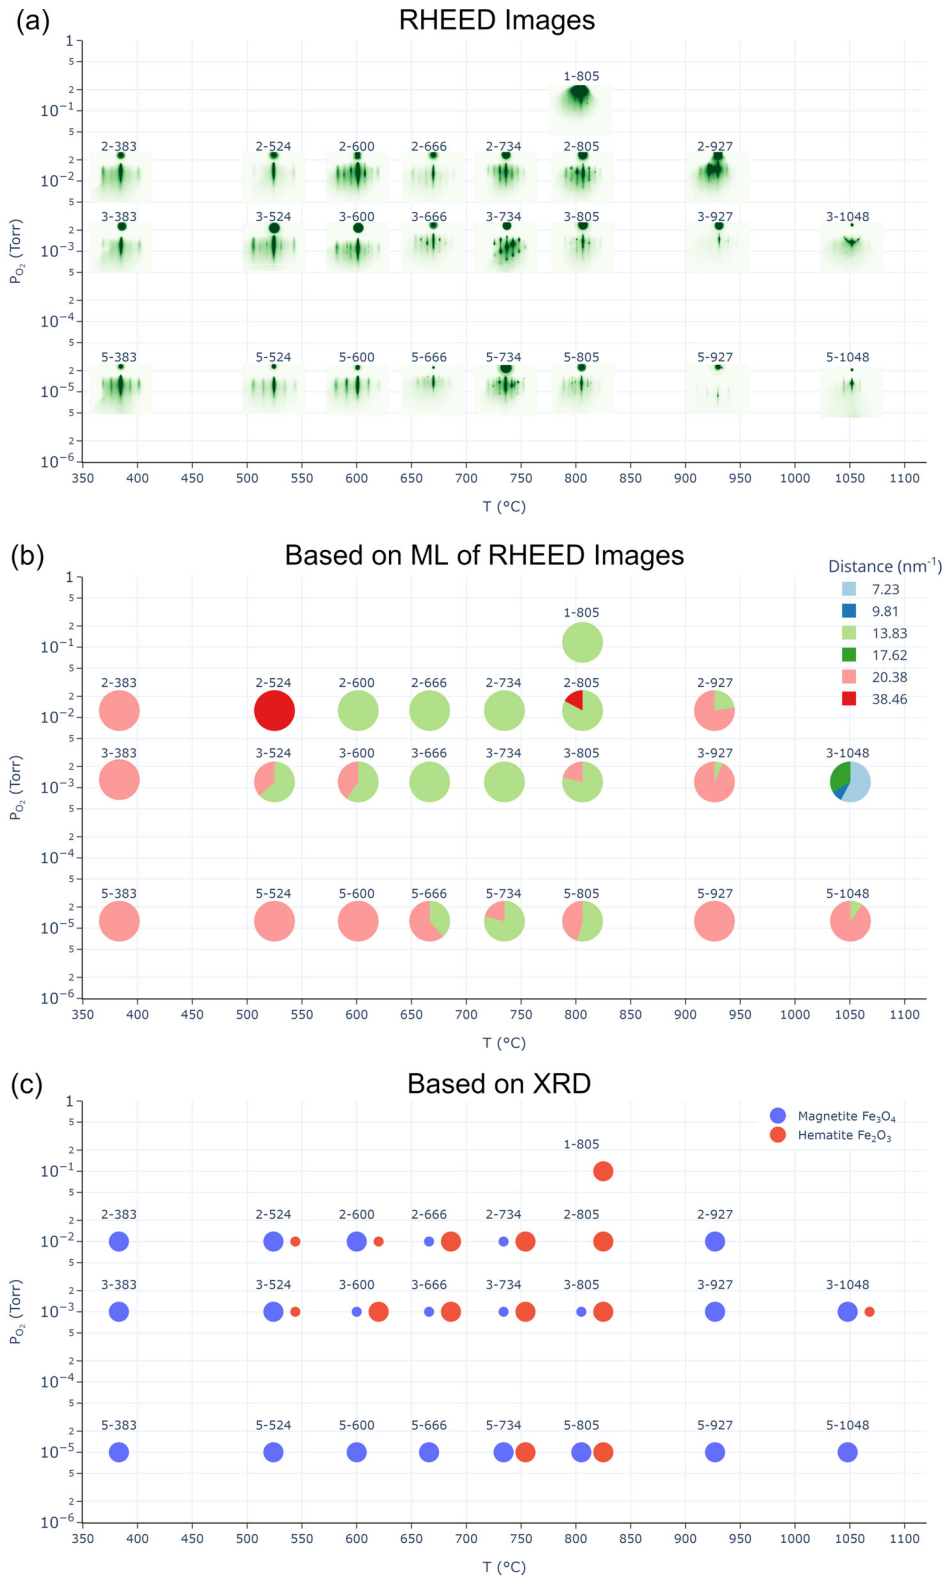 (a) RHEED Images
1
5
2
10⁻¹
5
2
10⁻²
5
2
10⁻³
5
2
10⁻⁴
5
2
10⁻⁵
5
2
10⁻⁶
P_O₂ (Torr)
1-805
2-383 2-524 2-600 2-666 2-734 2-805 2-927
3-383 3-524 3-600 3-666 3-734 3-805 3-927 3-1048
5-383 5-524 5-600 5-666 5-734 5-805 5-927 5-1048
350 400 450 500 550 600 650 700 750 800 850 900 950 1000 1050 1100
T (°C)
(b) Based on ML of RHEED Images
Distance (nm⁻¹)
7.23
9.81
13.83
17.62
20.38
38.46
1
5
2
10⁻¹
5
2
10⁻²
5
2
10⁻³
5
2
10⁻⁴
5
2
10⁻⁵
5
2
10⁻⁶
P_O₂ (Torr)
1-805
2-383 2-524 2-600 2-666 2-734 2-805 2-927
3-383 3-524 3-600 3-666 3-734 3-805 3-927 3-1048
5-383 5-524 5-600 5-666 5-734 5-805 5-927 5-1048
350 400 450 500 550 600 650 700 750 800 850 900 950 1000 1050 1100
T (°C)
(c) Based on XRD
Magnetite Fe₃O₄
Hematite Fe₂O₃
1
5
2
10⁻¹
5
2
10⁻²
5
2
10⁻³
5
2
10⁻⁴
5
2
10⁻⁵
5
2
10⁻⁶
P_O₂ (Torr)
1-805
2-383 2-524 2-600 2-666 2-734 2-805 2-927
3-383 3-524 3-600 3-666 3-734 3-805 3-927 3-1048
5-383 5-524 5-600 5-666 5-734 5-805 5-927 5-1048
350 400 450 500 550 600 650 700 750 800 850 900 950 1000 1050 1100
T (°C)